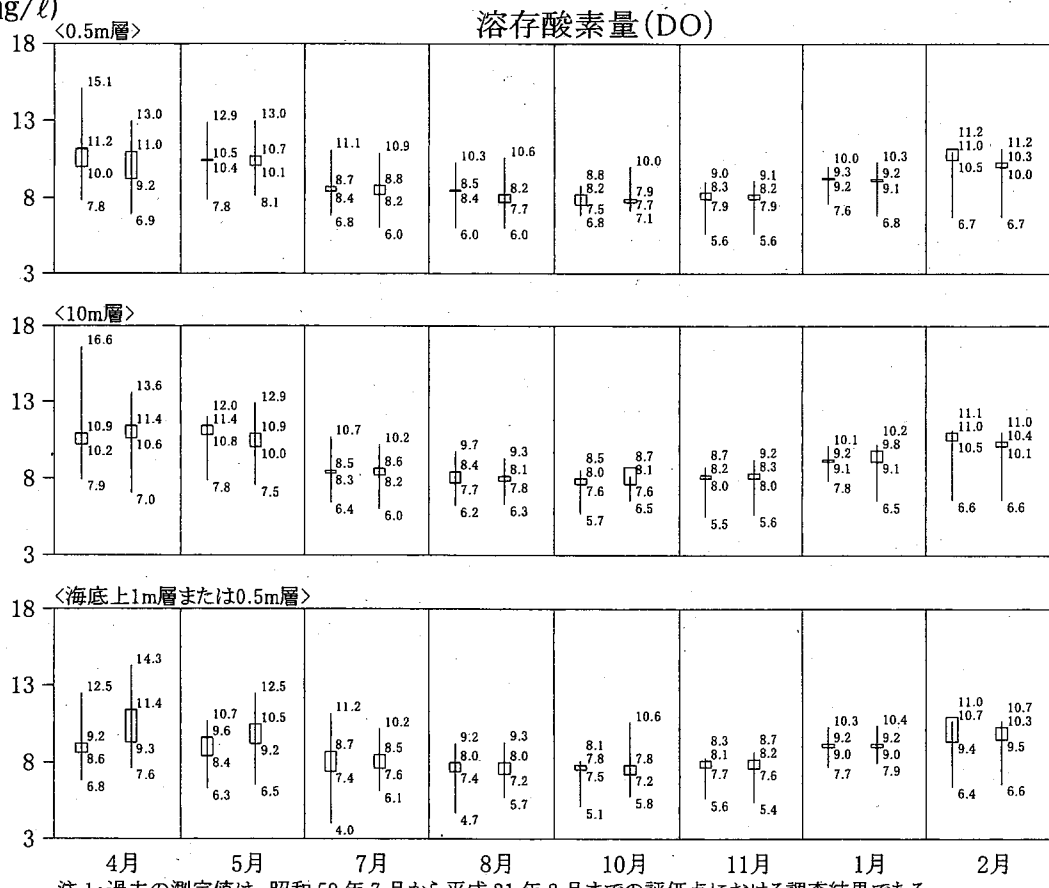 ng/ℓ)
溶存酸素量(DO)
<0.5m層>
18
13
8
3
15.1 11.2 10.0 7.8
13.0 11.0 9.2 6.9
12.9 10.5 10.4 7.8
13.0 10.7 10.1 8.1
11.1 8.7 8.4 6.8
10.9 8.8 8.2 6.0
10.3 8.5 8.4 6.0
10.6 8.2 7.7 6.0
8.8 8.2 7.5 6.8
10.0 7.9 7.7 7.1
9.0 8.3 7.9 5.6
9.1 8.2 7.9 5.6
10.0 9.3 9.2 7.6
10.3 9.2 9.1 6.8
11.2 11.0 10.5 6.7
11.2 10.3 10.0 6.7
<10m層>
18
13
8
3
16.6 10.9 10.2 7.9
13.6 11.4 10.6 7.0
12.0 11.4 10.8 7.8
12.9 10.9 10.0 7.5
10.7 8.5 8.3 6.4
10.2 8.6 8.2 6.0
9.7 8.4 7.7 6.2
9.3 8.1 7.8 6.3
8.5 8.0 7.6 5.7
8.7 8.1 7.6 6.5
8.7 8.2 8.0 5.5
9.2 8.3 8.0 5.6
10.1 9.2 9.1 7.8
10.2 9.8 9.1 6.5
11.1 11.0 10.5 6.6
11.0 10.4 10.1 6.6
<海底上1m層または0.5m層>
18
13
8
3
12.5 9.2 8.6 6.8
14.3 11.4 9.3 7.6
10.7 9.6 8.4 6.3
12.5 10.5 9.2 6.5
11.2 8.7 7.4 4.0
10.2 8.5 7.6 6.1
9.2 8.0 7.4 4.7
9.3 8.0 7.2 5.7
8.1 7.8 7.5 5.1
10.6 7.8 7.2 5.8
8.3 8.1 7.7 5.6
8.7 8.2 7.6 5.4
10.3 9.2 9.0 7.7
10.4 9.2 9.0 7.9
11.0 10.7 9.4 6.4
10.7 10.3 9.5 6.6
4月 5月 7月 8月 10月 11月 1月 2月
注1:過去の測定値は、昭和 年7月から平成21年 月までの評価点における調査結果である